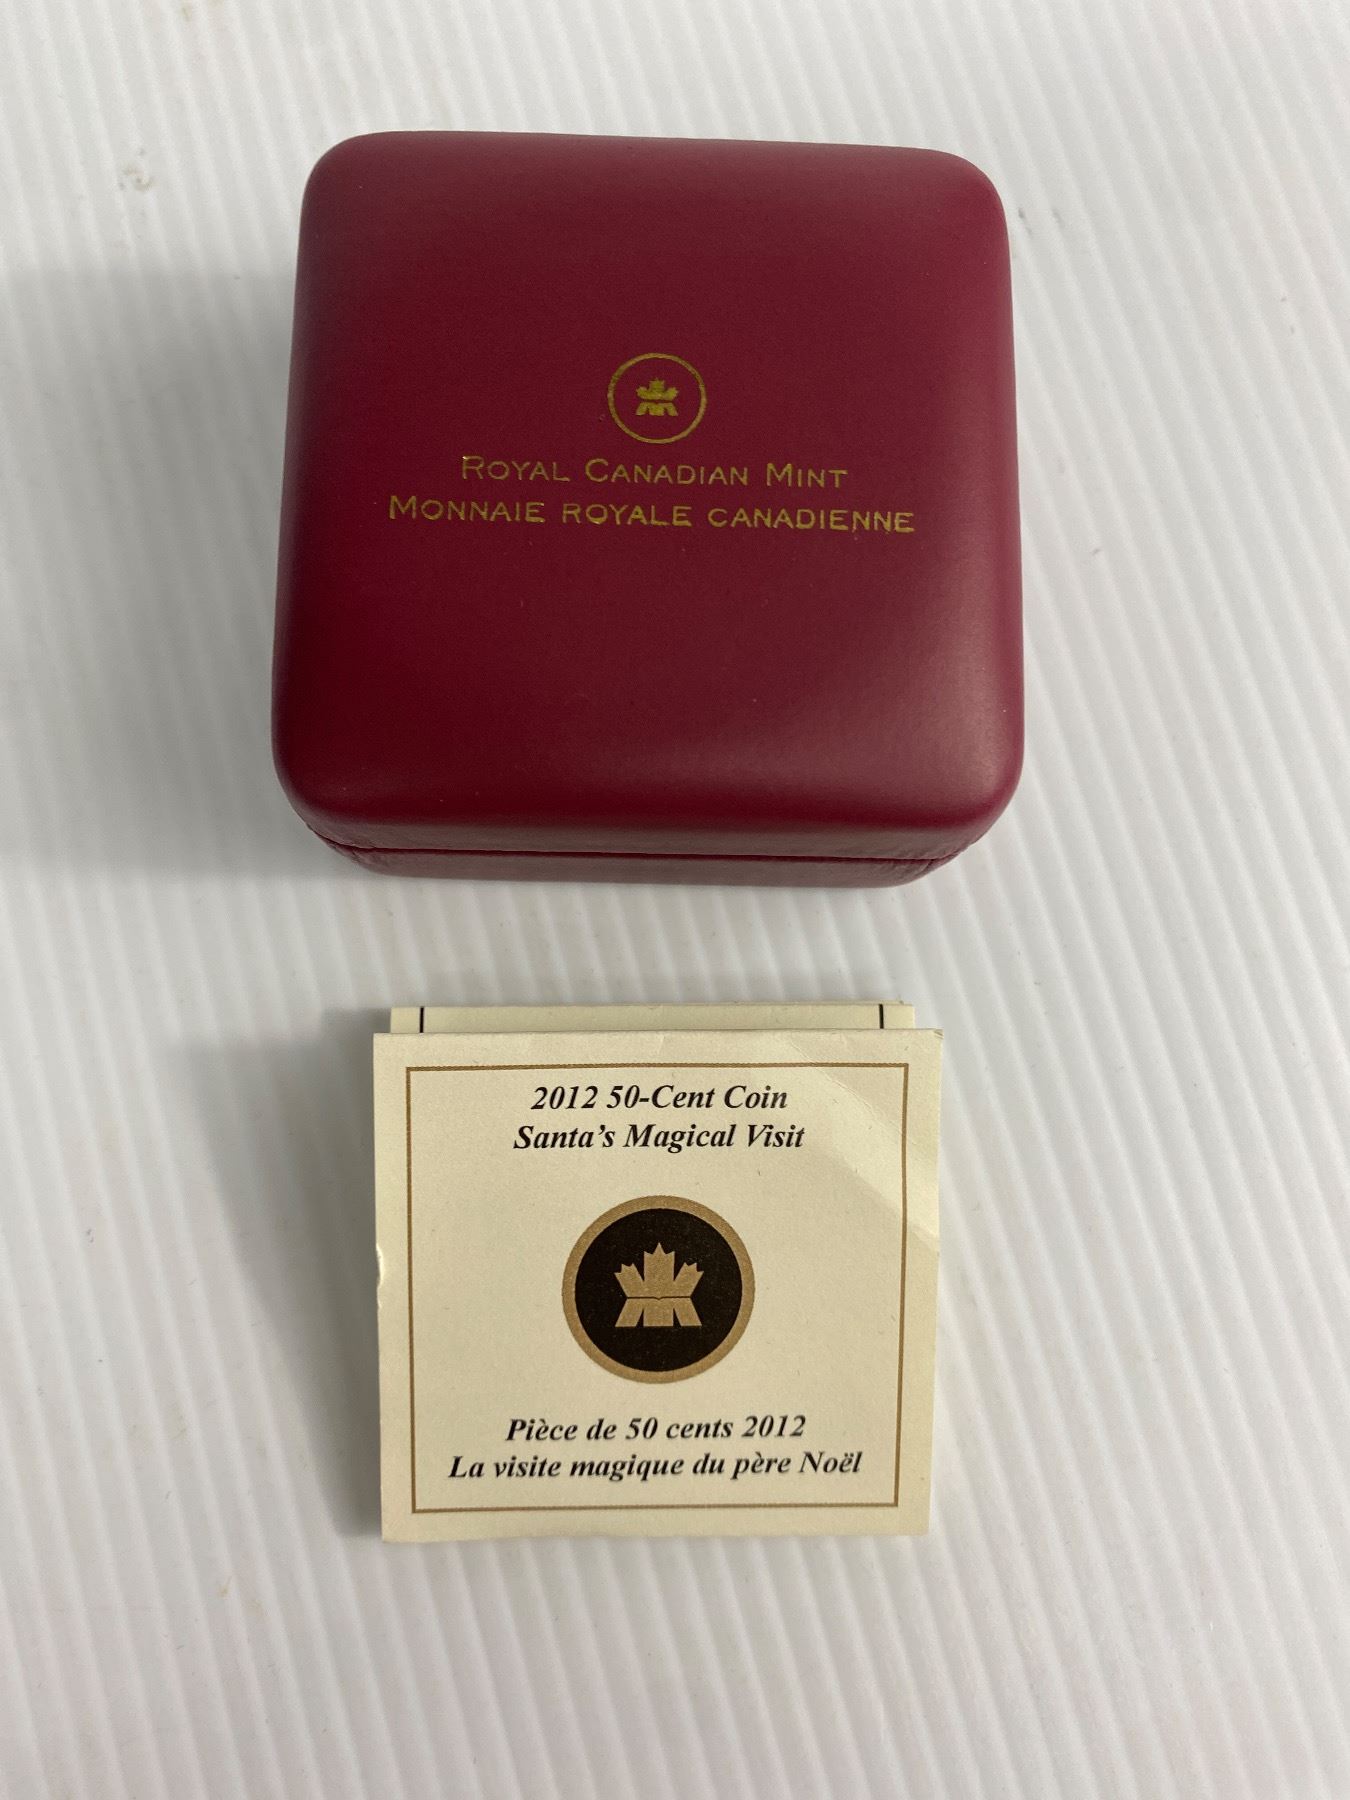 ROYAL CANADIAN MINT
MONNAIE ROYALE CANADIENNE
2012 50-Cent Coin
Santa's Magical Visit
Pièce de 50 cents 2012
La visite magique du père Noël